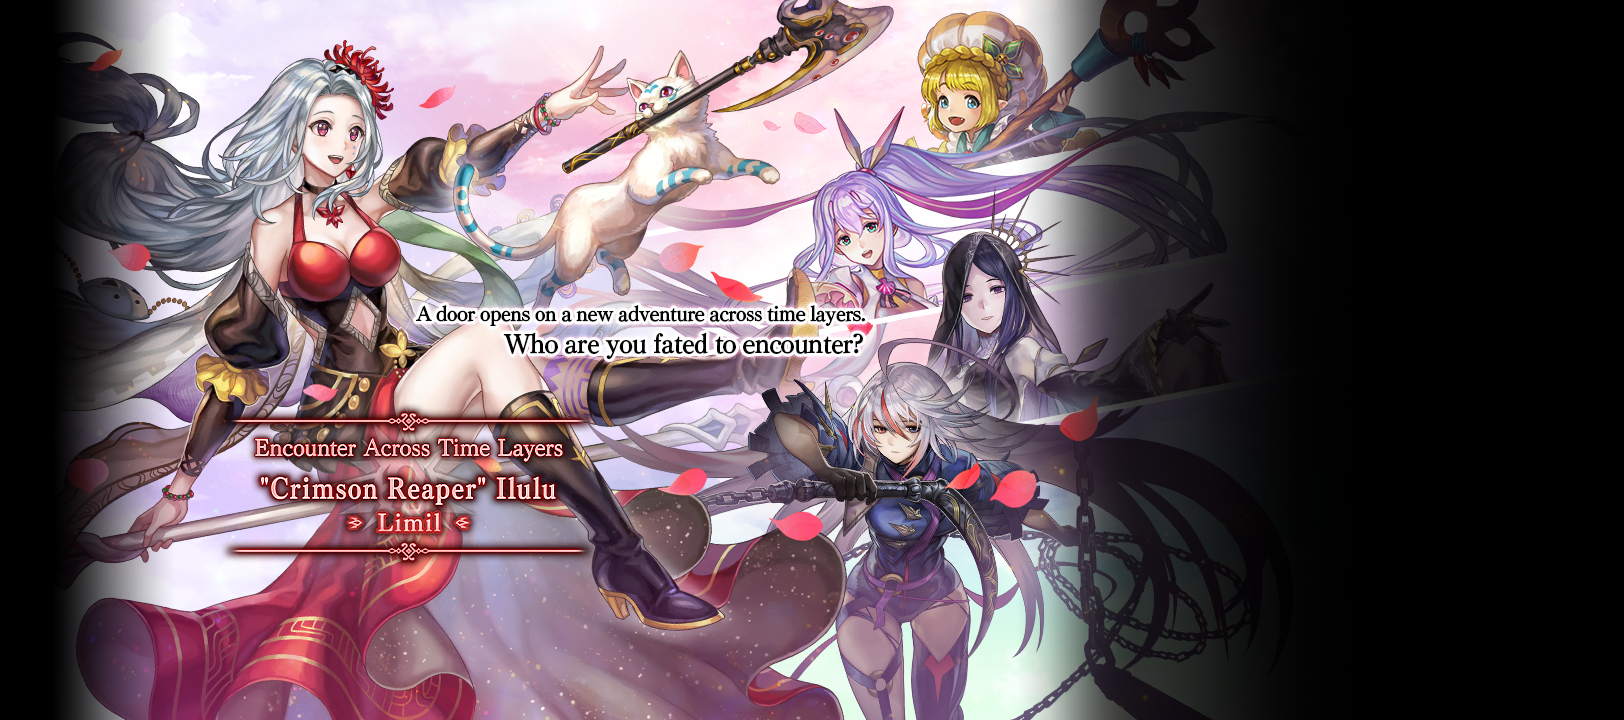 A door opens on a new adventure across time layers.
Who are you fated to encounter?
Encounter Across Time Layers
"Crimson Reaper" Ilulu
Limil